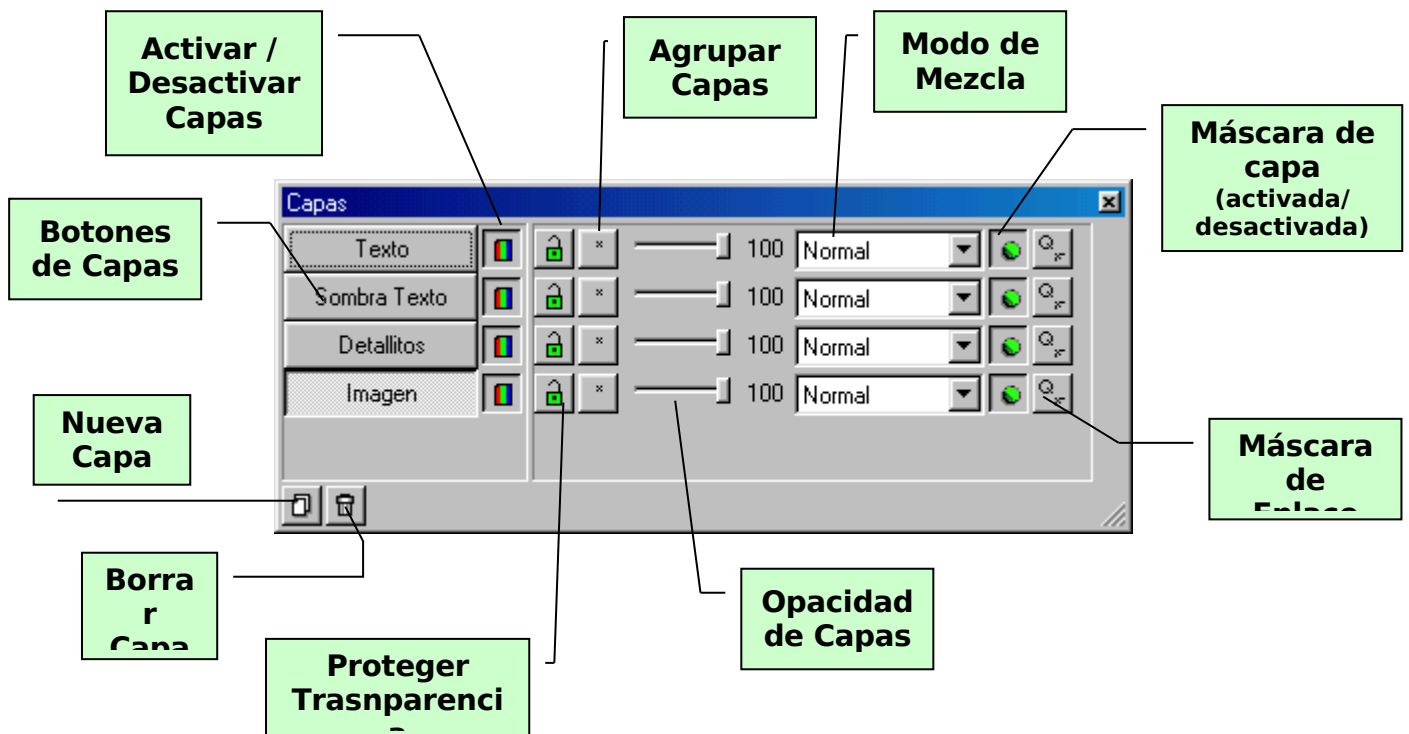 Activar /
Desactivar
Capas
Agrupar
Capas
Modo de
Mezcla
Máscara de
capa
(activada/
desactivada)
Botones
de Capas
Capas
Texto
100
Normal
Sombra Texto
100
Normal
Detallitos
100
Normal
Imagen
100
Normal
Nueva
Capa
Máscara
de
Enlace
Borra
r
Capa
Opacidad
de Capas
Proteger
Trasnparenci
a